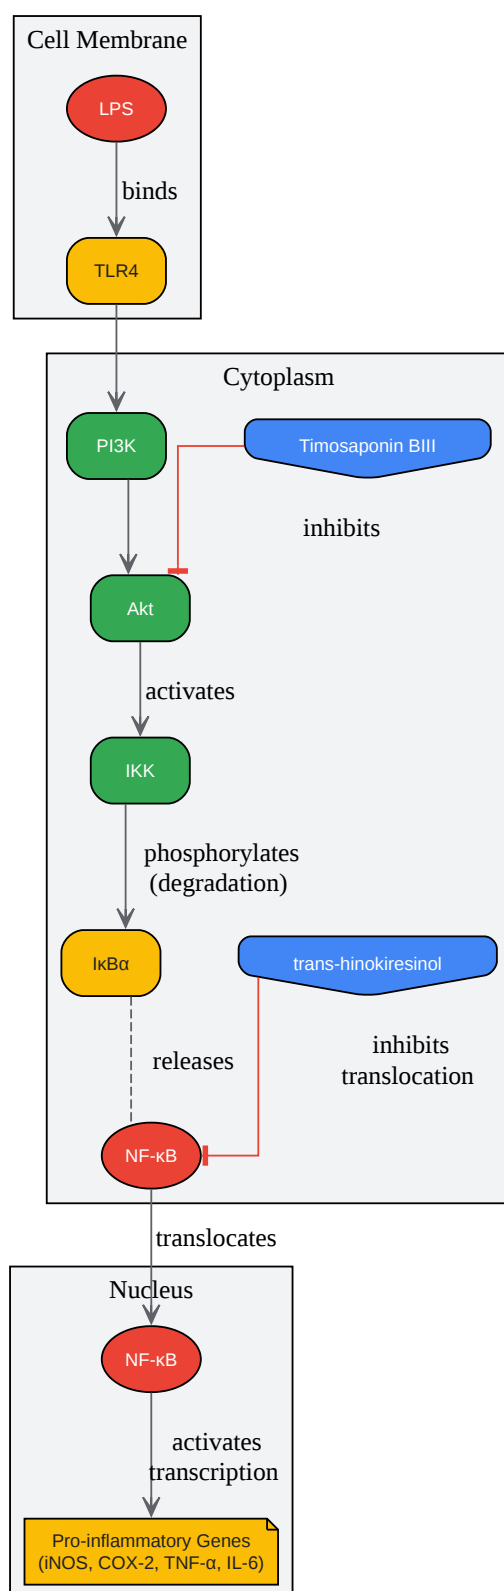 Cell Membrane
LPS
binds
TLR4
Cytoplasm
PI3K
Timosaponin BIII
inhibits
Akt
activates
IKK
phosphorylates
(degradation)
IκBα
trans-hinokiresinol
releases
inhibits
translocation
NF-κB
translocates
Nucleus
NF-κB
activates
transcription
Pro-inflammatory Genes
(iNOS, COX-2, TNF-α, IL-6)